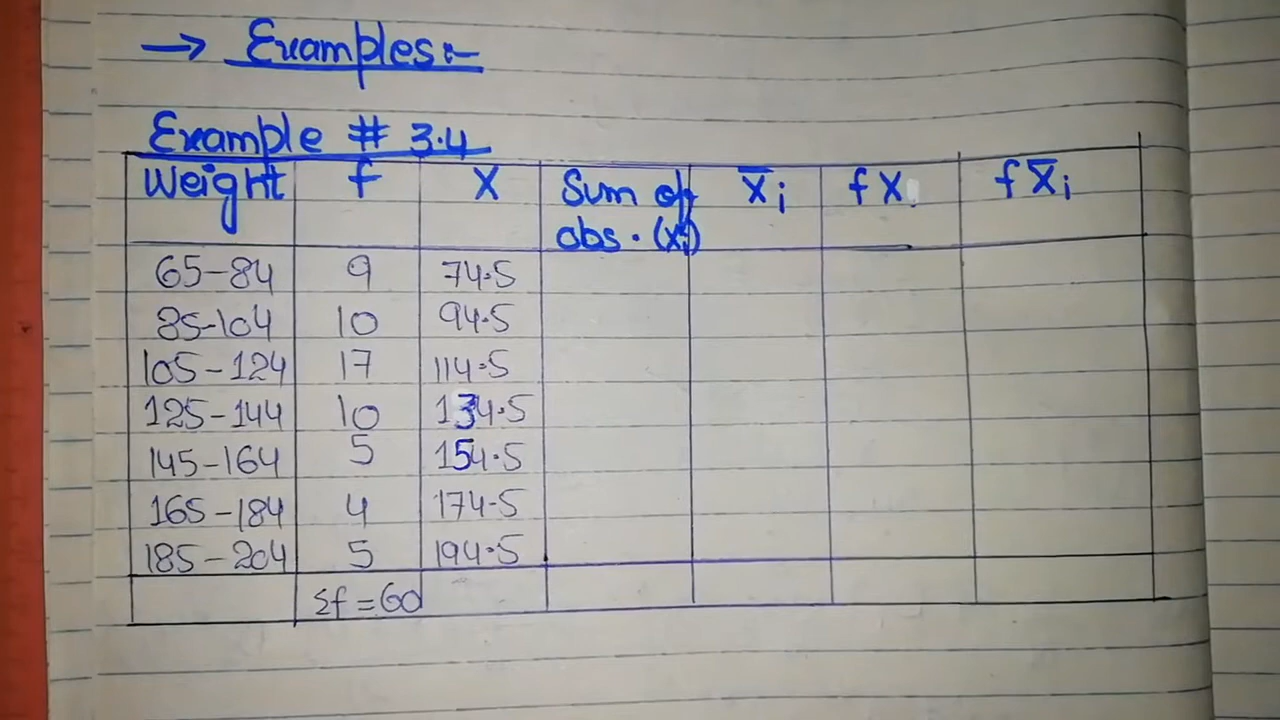 → Examples:-
Example # 3.4
Weight f X Sum of obs. (xi) X̄i fX fX̄i
65-84 9 74.5
85-104 10 94.5
105-124 17 114.5
125-144 10 134.5
145-164 5 154.5
165-184 4 174.5
185-204 5 194.5
Σf = 60